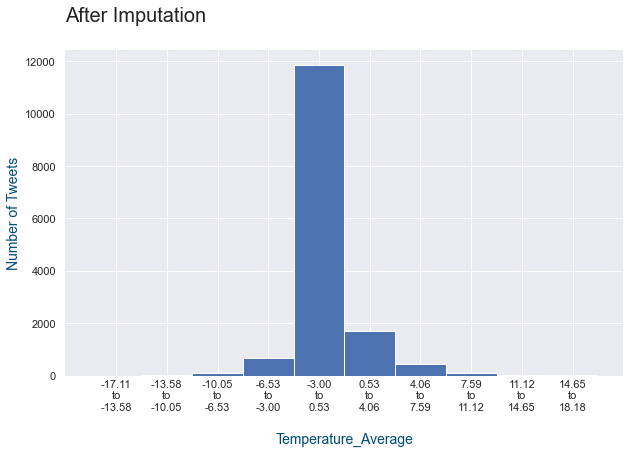 After Imputation
12000
10000
8000
6000
4000
2000
0
Number of Tweets
-17.11 -13.58 -10.05 -6.53 -3.00 0.53 4.06 7.59 11.12 14.65
to to to to to to to to to to
-13.58 -10.05 -6.53 -3.00 0.53 4.06 7.59 11.12 14.65 18.18
Temperature_Average